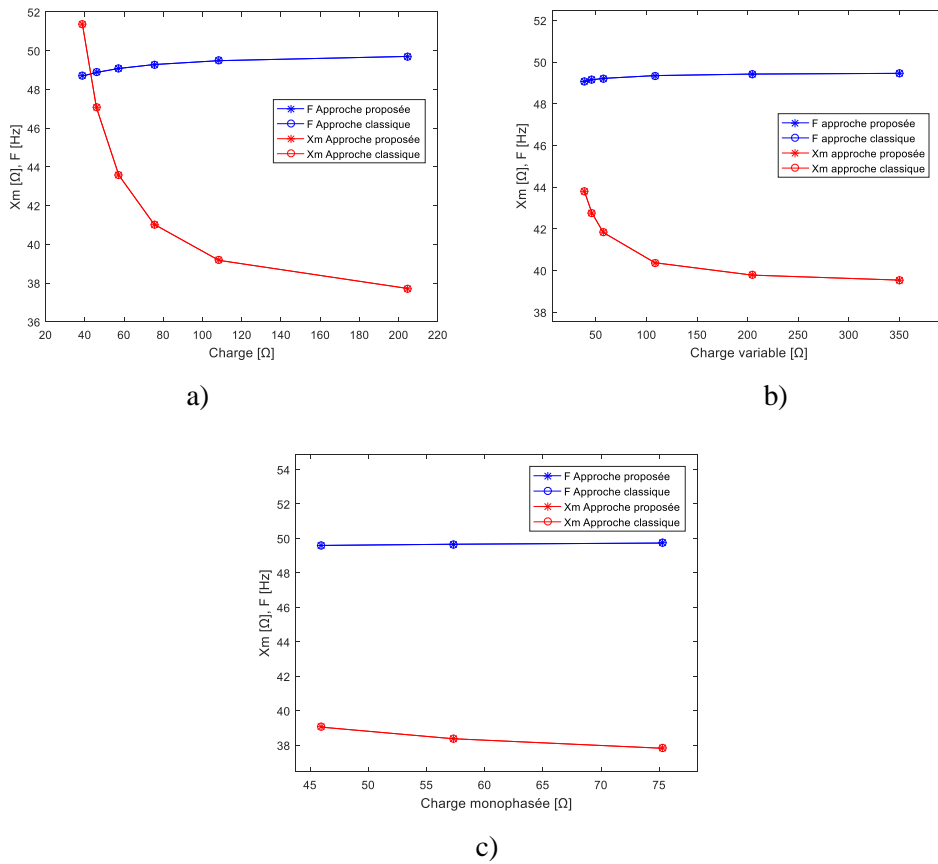 52
50
48
46
44
42
40
38
36
Xm [Ω], F [Hz]
F Approche proposée
F Approche classique
Xm Approche proposée
Xm Approche classique
20 40 60 80 100 120 140 160 180 200 220
Charge [Ω]
a)
52
50
48
46
44
42
40
38
Xm [Ω], F [Hz]
F approche proposée
F approche classique
Xm approche proposée
Xm approche classique
50 100 150 200 250 300 350
Charge variable [Ω]
b)
54
52
50
48
46
44
42
40
38
Xm [Ω], F [Hz]
F Approche proposée
F Approche classique
Xm Approche proposée
Xm Approche classique
45 50 55 60 65 70 75
Charge monophasée [Ω]
c)